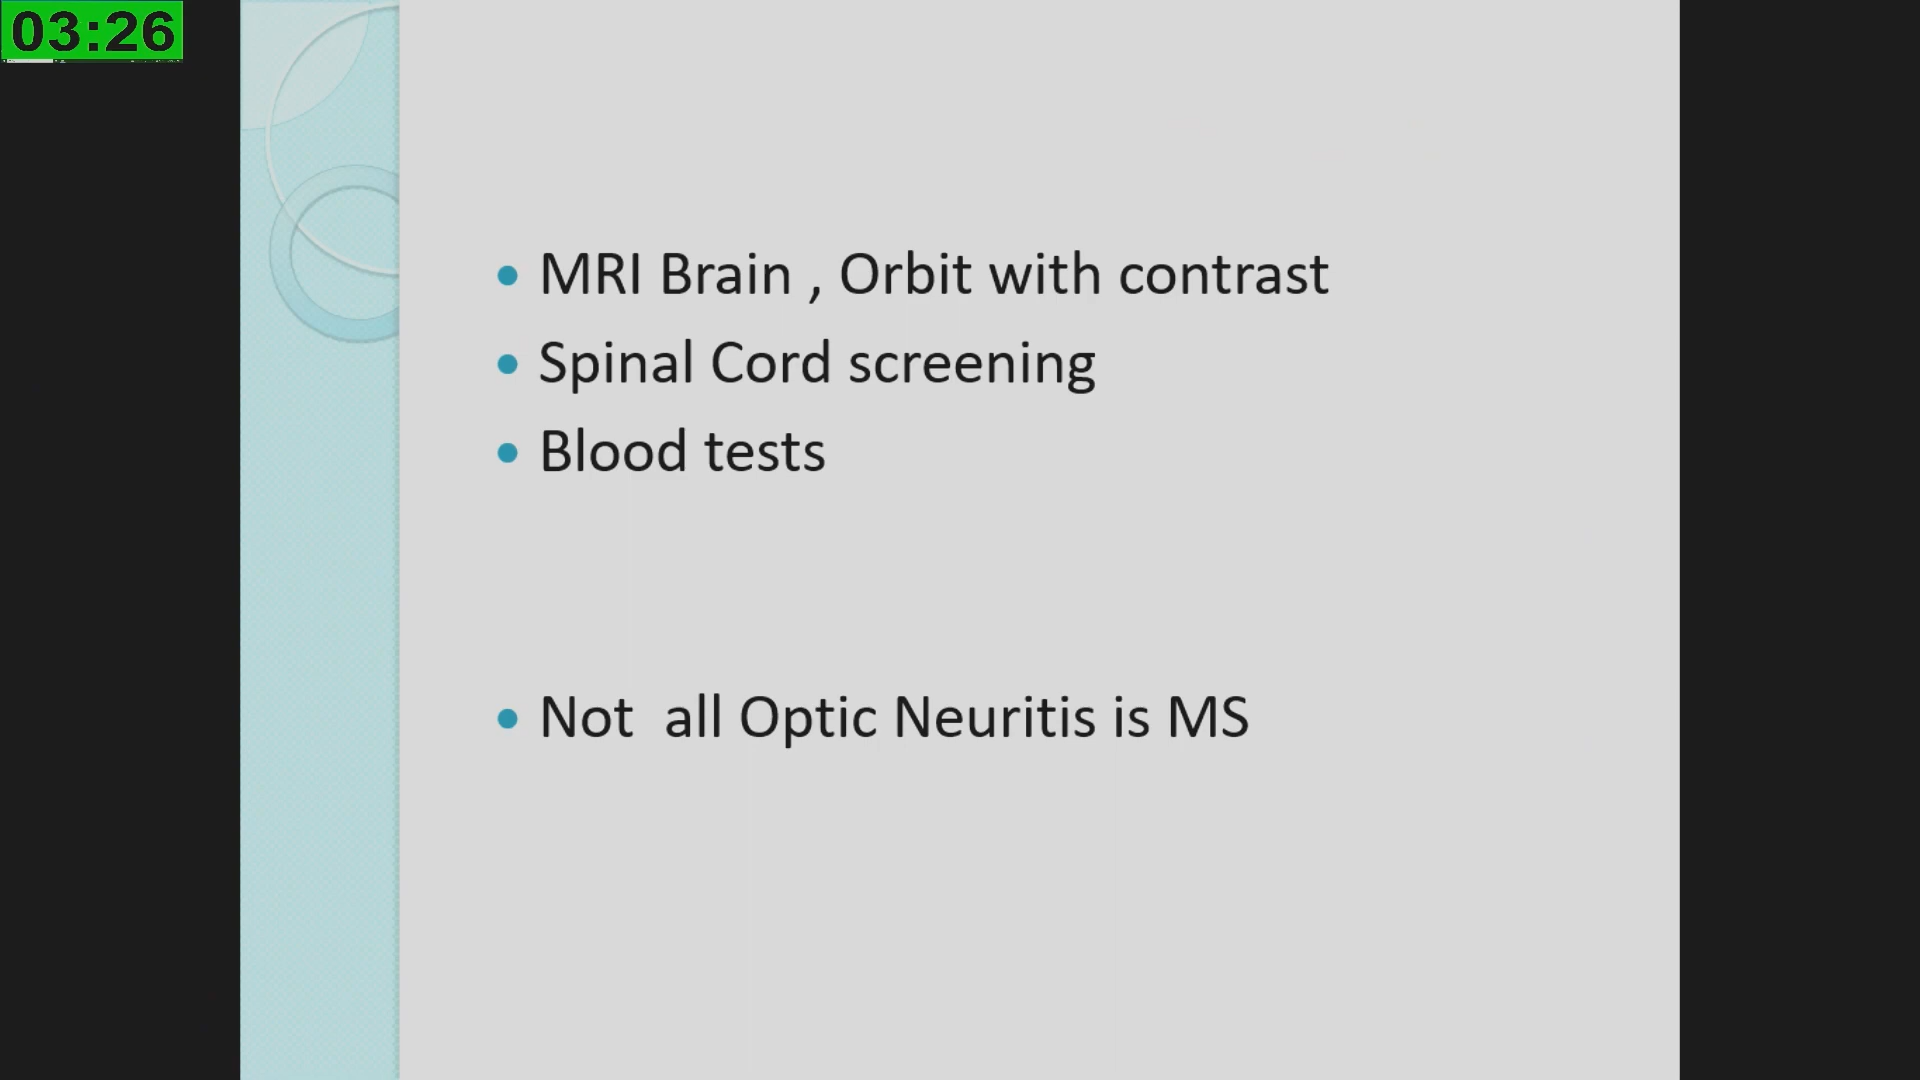 03:26
• MRI Brain , Orbit with contrast
• Spinal Cord screening
• Blood tests
• Not  all Optic Neuritis is MS